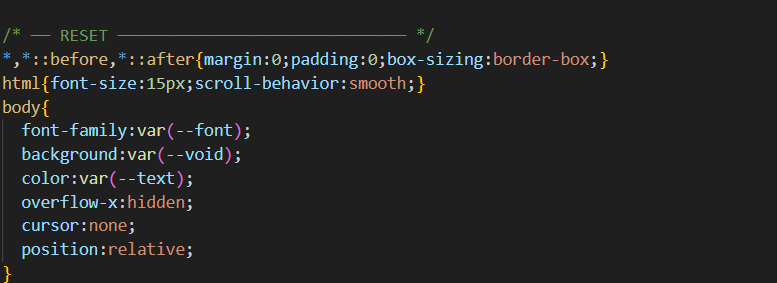 /* —— RESET ———————————————————————————— */
*,*::before,*::after{margin:0;padding:0;box-sizing:border-box;}
html{font-size:15px;scroll-behavior:smooth;}
body{
  font-family:var(--font);
  background:var(--void);
  color:var(--text);
  overflow-x:hidden;
  cursor:none;
  position:relative;
}